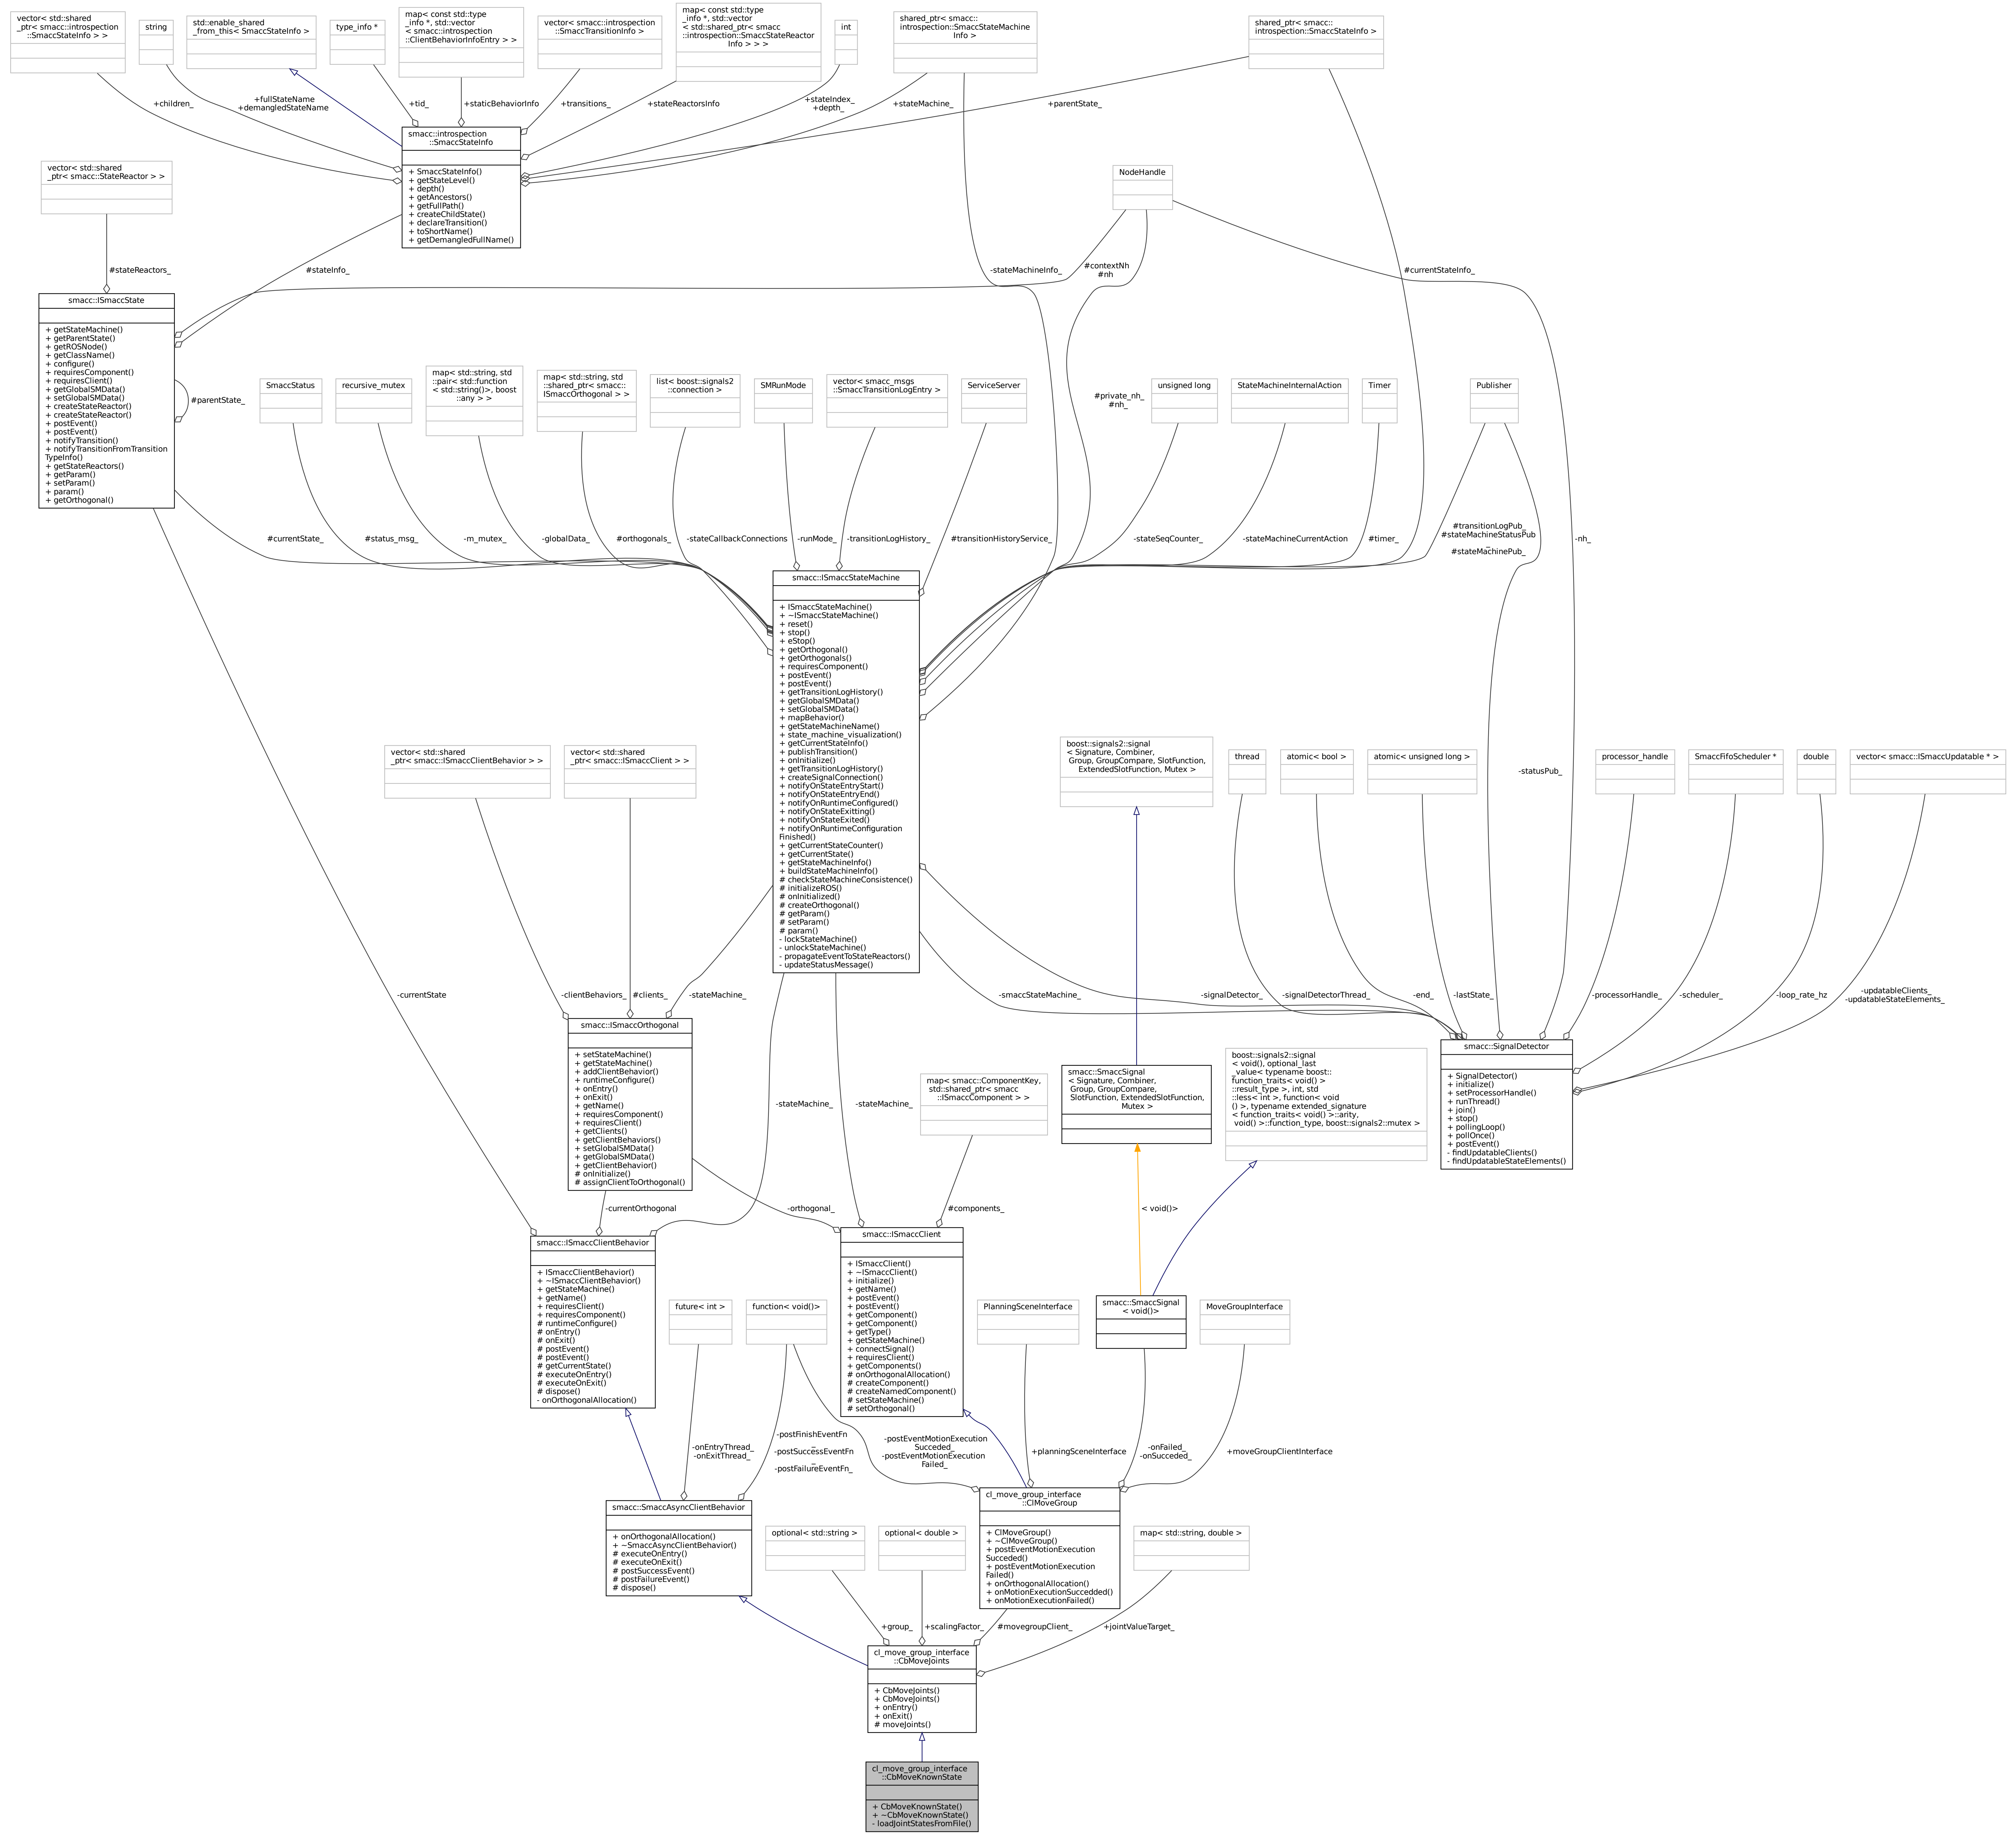 vector< std::shared
_ptr< smacc::introspection
::SmaccStateInfo > >
string
std::enable_shared
_from_this< SmaccStateInfo >
type_info *
map< const std::type
_info *, std::vector
< smacc::introspection
::ClientBehaviorInfoEntry > >
vector< smacc::introspection
::SmaccTransitionInfo >
map< const std::type
_info *, std::vector
< std::shared_ptr< smacc
::introspection::SmaccStateReactor
Info > > >
int
shared_ptr< smacc::
introspection::SmaccStateMachine
Info >
shared_ptr< smacc::
introspection::SmaccStateInfo >
+children_
+fullStateName
+demangledStateName
+tid_
+staticBehaviorInfo
+transitions_
+stateReactorsInfo
+stateIndex_
+depth_
+stateMachine_
+parentState_
smacc::introspection
::SmaccStateInfo
+ SmaccStateInfo()
+ getStateLevel()
+ depth()
+ getAncestors()
+ getFullPath()
+ createChildState()
+ declareTransition()
+ toShortName()
+ getDemangledFullName()
vector< std::shared
_ptr< smacc::StateReactor > >
NodeHandle
#stateReactors_
#stateInfo_
-stateMachineInfo_
#contextNh
#nh
#currentStateInfo_
smacc::ISmaccState
+ getStateMachine()
+ getParentState()
+ getROSNode()
+ getClassName()
+ configure()
+ requiresComponent()
+ requiresClient()
+ getGlobalSMData()
+ setGlobalSMData()
+ createStateReactor()
+ createStateReactor()
+ postEvent()
+ postEvent()
+ notifyTransition()
+ notifyTransitionFromTransition
TypeInfo()
+ getStateReactors()
+ getParam()
+ setParam()
+ param()
+ getOrthogonal()
#parentState_
SmaccStatus
recursive_mutex
map< std::string, std
::pair< std::function
< std::string()>, boost
::any > >
map< std::string, std
::shared_ptr< smacc::
ISmaccOrthogonal > >
list< boost::signals2
::connection >
SMRunMode
vector< smacc_msgs
::SmaccTransitionLogEntry >
ServiceServer
#private_nh_
#nh_
unsigned long
StateMachineInternalAction
Timer
Publisher
#currentState_
#status_msg_
-m_mutex_
-globalData_
#orthogonals_
-stateCallbackConnections
-runMode_
-transitionLogHistory_
#transitionHistoryService_
-stateSeqCounter_
-stateMachineCurrentAction
#timer_
#transitionLogPub_
#stateMachineStatusPub
_
#stateMachinePub_
-nh_
smacc::ISmaccStateMachine
+ ISmaccStateMachine()
+ ~ISmaccStateMachine()
+ reset()
+ stop()
+ eStop()
+ getOrthogonal()
+ getOrthogonals()
+ requiresComponent()
+ postEvent()
+ postEvent()
+ getTransitionLogHistory()
+ getGlobalSMData()
+ setGlobalSMData()
+ mapBehavior()
+ getStateMachineName()
+ state_machine_visualization()
+ getCurrentStateInfo()
+ publishTransition()
+ onInitialize()
+ getTransitionLogHistory()
+ createSignalConnection()
+ notifyOnStateEntryStart()
+ notifyOnStateEntryEnd()
+ notifyOnRuntimeConfigured()
+ notifyOnStateExitting()
+ notifyOnStateExited()
+ notifyOnRuntimeConfiguration
Finished()
+ getCurrentStateCounter()
+ getCurrentState()
+ getStateMachineInfo()
+ buildStateMachineInfo()
# checkStateMachineConsistence()
# initializeROS()
# onInitialized()
# createOrthogonal()
# getParam()
# setParam()
# param()
- lockStateMachine()
- unlockStateMachine()
- propagateEventToStateReactors()
- updateStatusMessage()
vector< std::shared
_ptr< smacc::ISmaccClientBehavior > >
vector< std::shared
_ptr< smacc::ISmaccClient > >
boost::signals2::signal
< Signature, Combiner,
Group, GroupCompare, SlotFunction,
ExtendedSlotFunction, Mutex >
thread
atomic< bool >
atomic< unsigned long >
-statusPub_
processor_handle
SmaccFifoScheduler *
double
vector< smacc::ISmaccUpdatable * >
-currentState
-clientBehaviors_
#clients_
-stateMachine_
-smaccStateMachine_
-signalDetector_
-signalDetectorThread_
-end_
-lastState_
-processorHandle_
-scheduler_
-loop_rate_hz
-updatableClients_
-updatableStateElements_
smacc::ISmaccOrthogonal
+ setStateMachine()
+ getStateMachine()
+ addClientBehavior()
+ runtimeConfigure()
+ onEntry()
+ onExit()
+ getName()
+ requiresComponent()
+ requiresClient()
+ getClients()
+ getClientBehaviors()
+ setGlobalSMData()
+ getGlobalSMData()
+ getClientBehavior()
# onInitialize()
# assignClientToOrthogonal()
smacc::SignalDetector
+ SignalDetector()
+ initialize()
+ setProcessorHandle()
+ runThread()
+ join()
+ stop()
+ pollingLoop()
+ pollOnce()
+ postEvent()
- findUpdatableClients()
- findUpdatableStateElements()
-stateMachine_
-stateMachine_
map< smacc::ComponentKey,
std::shared_ptr< smacc
::ISmaccComponent > >
smacc::SmaccSignal
< Signature, Combiner,
Group, GroupCompare,
SlotFunction, ExtendedSlotFunction,
Mutex >
boost::signals2::signal
< void(), optional_last
_value< typename boost::
function_traits< void() >
::result_type >, int, std
::less< int >, function< void
() >, typename extended_signature
< function_traits< void() >::arity,
void() >::function_type, boost::signals2::mutex >
-currentOrthogonal
-orthogonal_
#components_
< void()>
smacc::ISmaccClientBehavior
+ ISmaccClientBehavior()
+ ~ISmaccClientBehavior()
+ getStateMachine()
+ getName()
+ requiresClient()
+ requiresComponent()
# runtimeConfigure()
# onEntry()
# onExit()
# postEvent()
# postEvent()
# getCurrentState()
# executeOnEntry()
# executeOnExit()
# dispose()
- onOrthogonalAllocation()
future< int >
function< void()>
smacc::ISmaccClient
+ ISmaccClient()
+ ~ISmaccClient()
+ initialize()
+ getName()
+ postEvent()
+ postEvent()
+ getComponent()
+ getComponent()
+ getType()
+ getStateMachine()
+ connectSignal()
+ requiresClient()
+ getComponents()
# onOrthogonalAllocation()
# createComponent()
# createNamedComponent()
# setStateMachine()
# setOrthogonal()
PlanningSceneInterface
smacc::SmaccSignal
< void()>
MoveGroupInterface
-onEntryThread_
-onExitThread_
-postFinishEventFn
_
-postSuccessEventFn
_
-postFailureEventFn_
-postEventMotionExecution
Succeded_
-postEventMotionExecution
Failed_
+planningSceneInterface
-onFailed_
-onSucceded_
+moveGroupClientInterface
smacc::SmaccAsyncClientBehavior
+ onOrthogonalAllocation()
+ ~SmaccAsyncClientBehavior()
# executeOnEntry()
# executeOnExit()
# postSuccessEvent()
# postFailureEvent()
# dispose()
optional< std::string >
optional< double >
cl_move_group_interface
::ClMoveGroup
+ ClMoveGroup()
+ ~ClMoveGroup()
+ postEventMotionExecution
Succeded()
+ postEventMotionExecution
Failed()
+ onOrthogonalAllocation()
+ onMotionExecutionSuccedded()
+ onMotionExecutionFailed()
map< std::string, double >
+group_
+scalingFactor_
#movegroupClient_
+jointValueTarget_
cl_move_group_interface
::CbMoveJoints
+ CbMoveJoints()
+ CbMoveJoints()
+ onEntry()
+ onExit()
# moveJoints()
cl_move_group_interface
::CbMoveKnownState
+ CbMoveKnownState()
+ ~CbMoveKnownState()
- loadJointStatesFromFile()